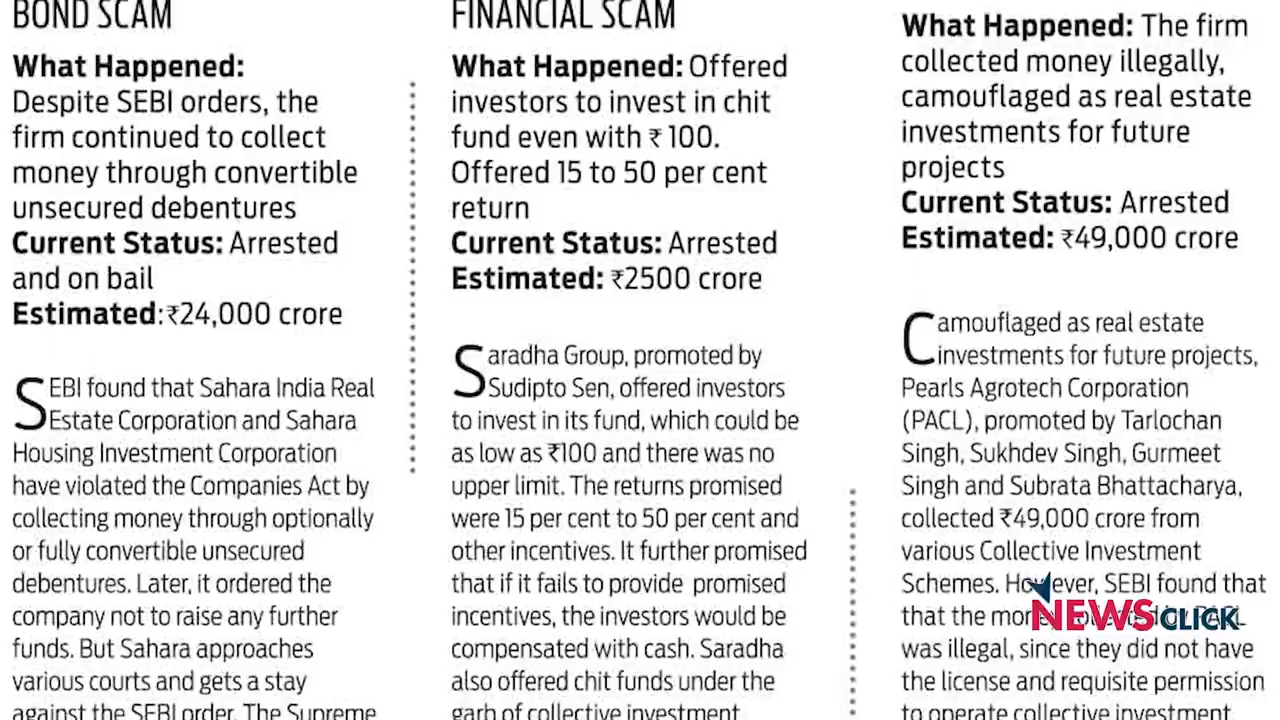 BOND SCAM
What Happened:
Despite SEBI orders, the
firm continued to collect
money through convertible
unsecured debentures
Current Status: Arrested
and on bail
Estimated:₹24,000 crore
SEBI found that Sahara India Real
Estate Corporation and Sahara
Housing Investment Corporation
have violated the Companies Act by
collecting money through optionally
or fully convertible unsecured
debentures. Later, it ordered the
company not to raise any further
funds. But Sahara approaches
various courts and gets a stay
against the SEBI order. The Supreme
FINANCIAL SCAM
What Happened: Offered
investors to invest in chit
fund even with ₹ 100.
Offered 15 to 50 per cent
return
Current Status: Arrested
Estimated: ₹2500 crore
Saradha Group, promoted by
Sudipto Sen, offered investors
to invest in its fund, which could be
as low as ₹100 and there was no
upper limit. The returns promised
were 15 per cent to 50 per cent and
other incentives. It further promised
that if it fails to provide promised
incentives, the investors would be
compensated with cash. Saradha
also offered chit funds under the
garb of collective investment
What Happened: The firm
collected money illegally,
camouflaged as real estate
investments for future
projects
Current Status: Arrested
Estimated: ₹49,000 crore
Camouflaged as real estate
investments for future projects,
Pearls Agrotech Corporation
(PACL), promoted by Tarlochan
Singh, Sukhdev Singh, Gurmeet
Singh and Subrata Bhattacharya,
collected ₹49,000 crore from
various Collective Investment
Schemes. However, SEBI found that
that the money by PACL
was illegal, since they did not have
the license and requisite permission
to operate collective investment
NEWSCLICK